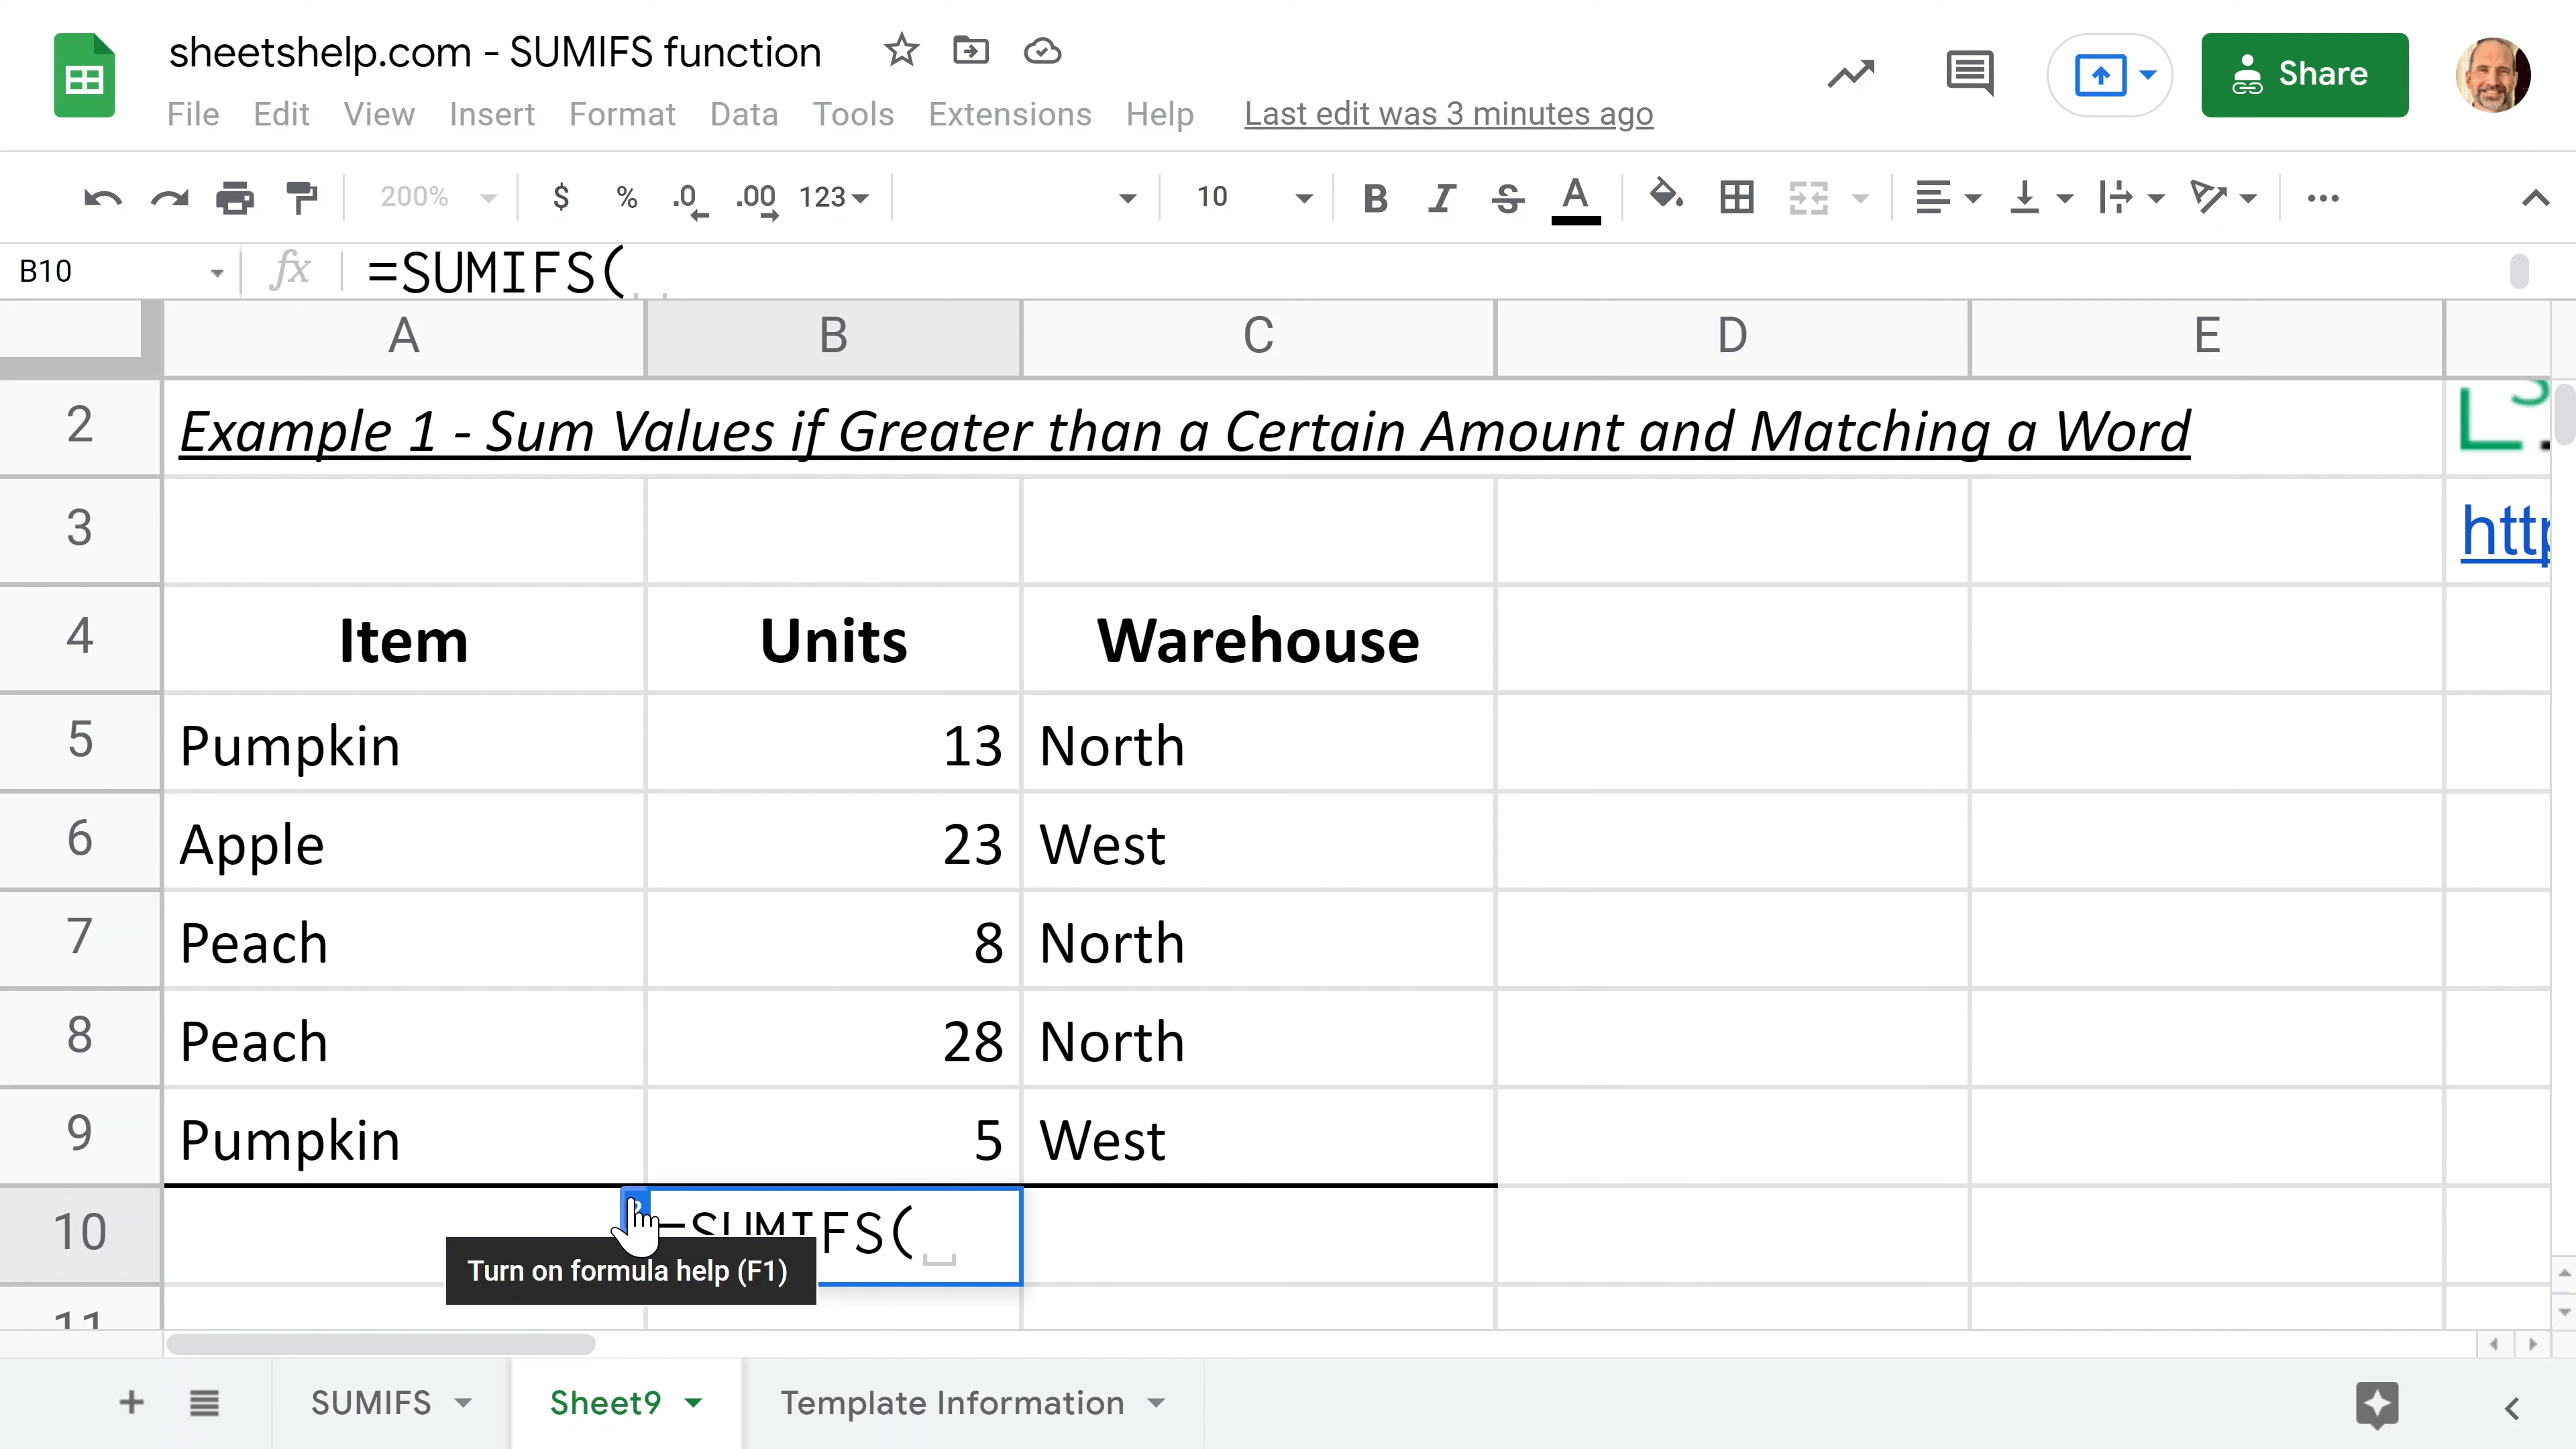 sheetshelp.com - SUMIFS function
File Edit View Insert Format Data Tools Extensions Help Last edit was 3 minutes ago
Share
200% $ % .0 .00 123 10 B I S A
B10 fx =SUMIFS(
A B C D E
2 Example 1 - Sum Values if Greater than a Certain Amount and Matching a Word
3
4 Item Units Warehouse
5 Pumpkin 13 North
6 Apple 23 West
7 Peach 8 North
8 Peach 28 North
9 Pumpkin 5 West
10 =SUMIFS(
Turn on formula help (F1)
11
+ SUMIFS Sheet9 Template Information